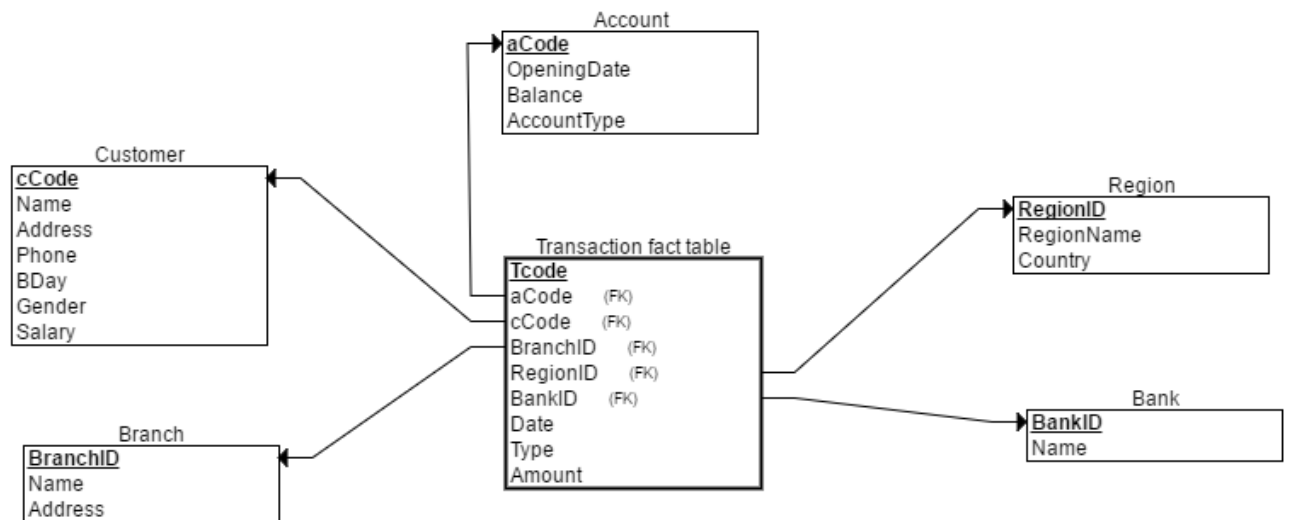 Account
aCode
OpeningDate
Balance
AccountType
Customer
cCode
Name
Address
Phone
BDay
Gender
Salary
Transaction fact table
Tcode
aCode (FK)
cCode (FK)
BranchID (FK)
RegionID (FK)
BankID (FK)
Date
Type
Amount
Region
RegionID
RegionName
Country
Branch
BranchID
Name
Address
Bank
BankID
Name